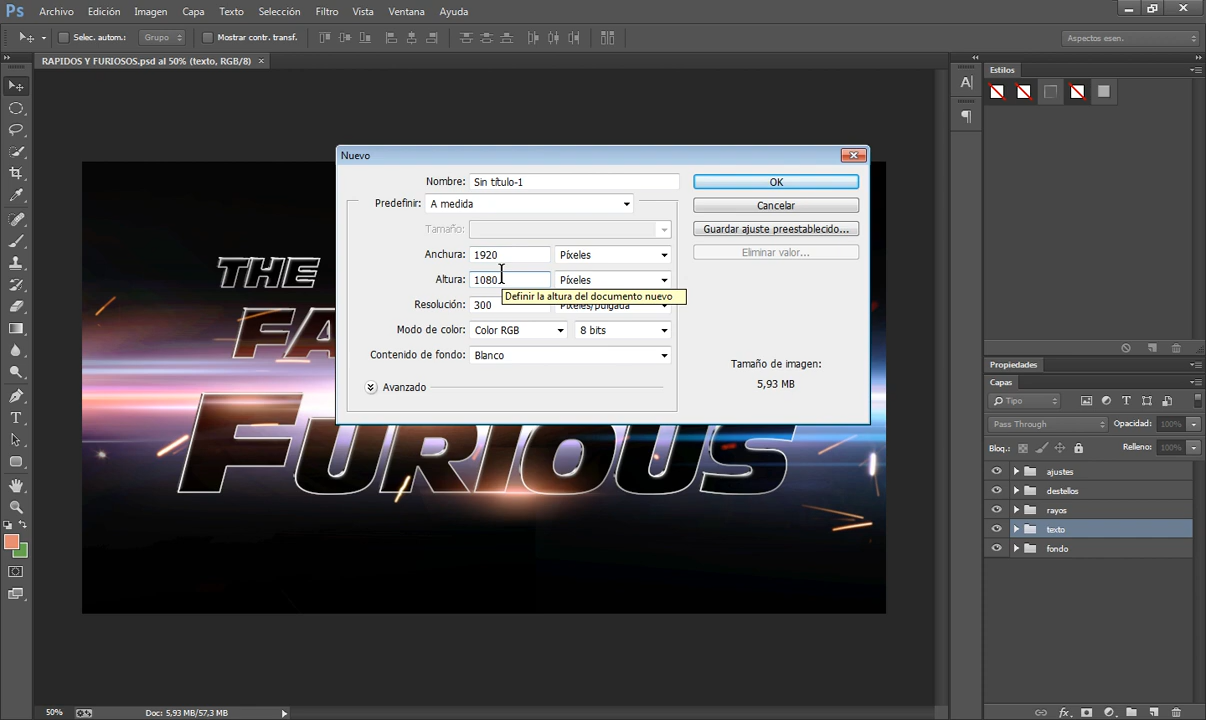 Ps Archivo Edición Imagen Capa Texto Selección Filtro Vista Ventana Ayuda
Selec. autom.: Grupo Mostrar contr. transf. Aspectos esen.
RAPIDOS Y FURIOSOS.psd al 50% (texto, RGB/8) ×
Estilos
Nuevo
Nombre: Sin título-1
OK
Predefinir: A medida
Cancelar
Tamaño:
Guardar ajuste preestablecido...
Anchura: 1920 Píxeles
Eliminar valor...
Altura: 1080 Píxeles
Definir la altura del documento nuevo
Resolución: 300 Píxeles/pulgada
Modo de color: Color RGB 8 bits
Contenido de fondo: Blanco
Tamaño de imagen:
5,93 MB
Avanzado
THE
FA
FURIOUS
Propiedades
Capas
Tipo
Pass Through Opacidad: 100%
Bloq.: Relleno: 100%
ajustes
destellos
rayos
texto
fondo
50% Doc: 5,93 MB/57,3 MB